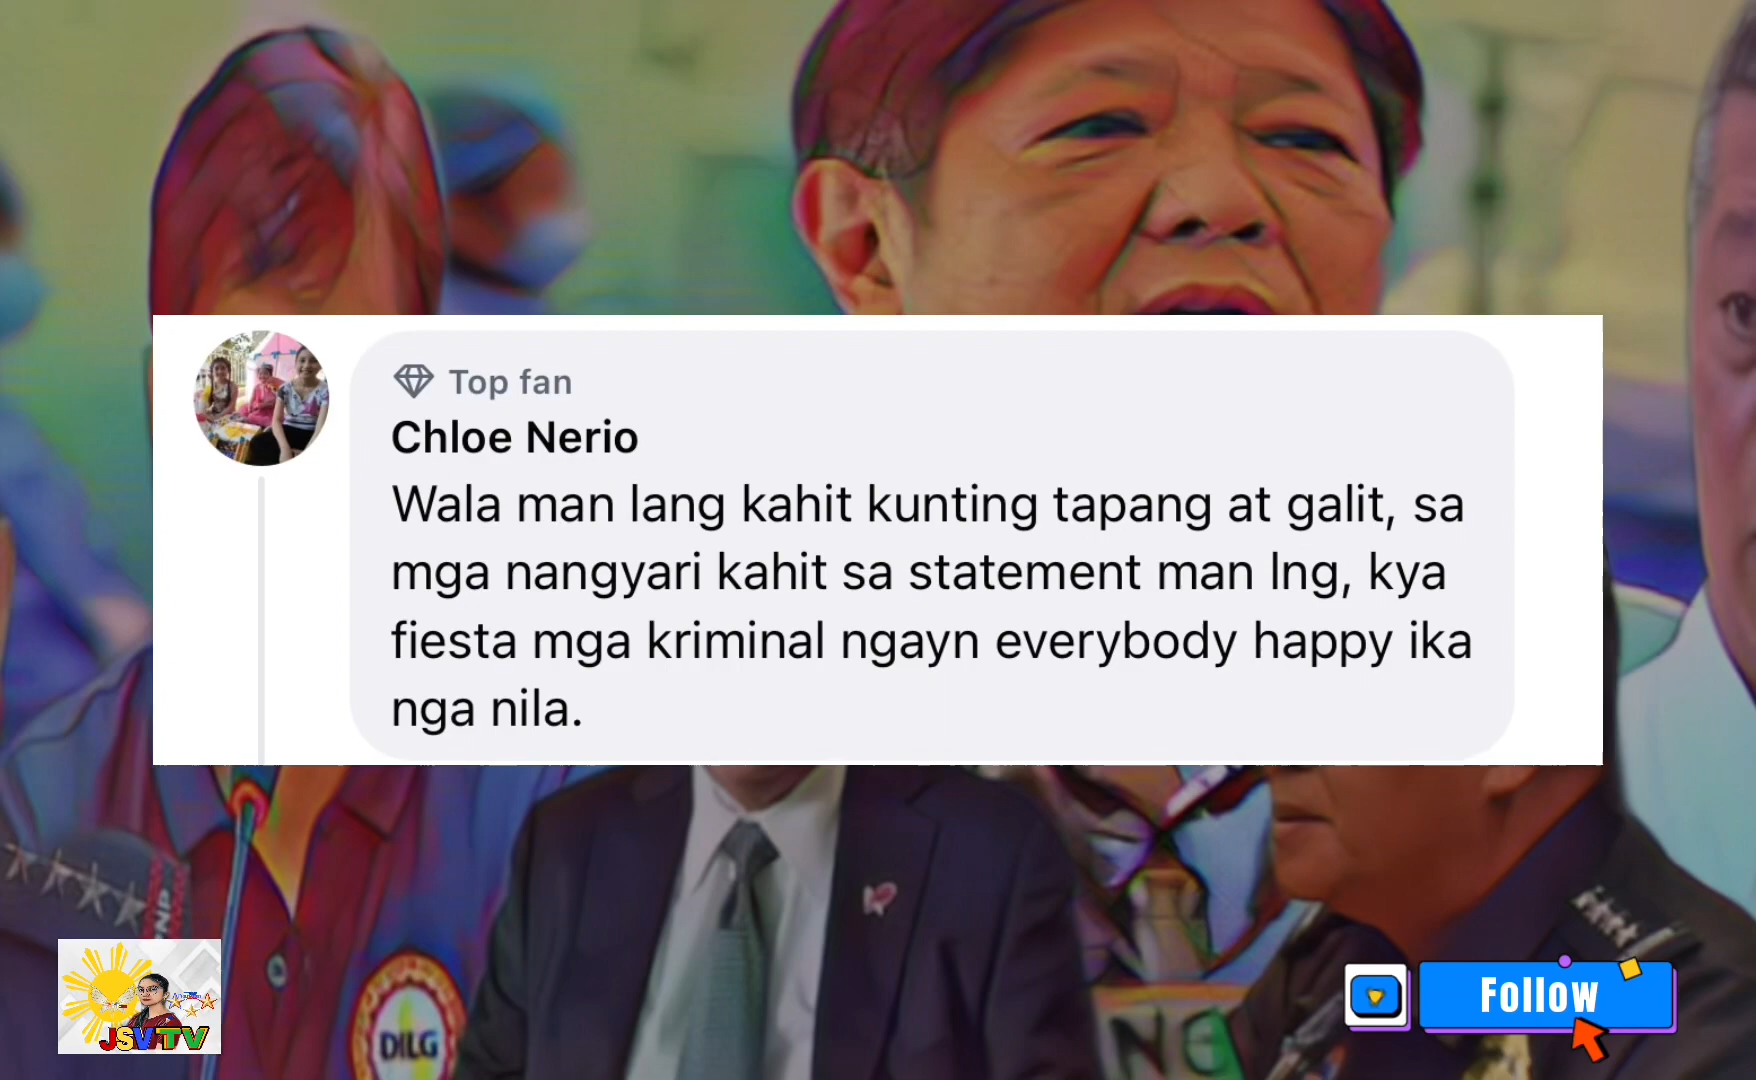 Top fan
Chloe Nerio
Wala man lang kahit kunting tapang at galit, sa
mga nangyari kahit sa statement man lng, kya
fiesta mga kriminal ngayn everybody happy ika
nga nila.
PNP
DILG
JSVTV
Follow